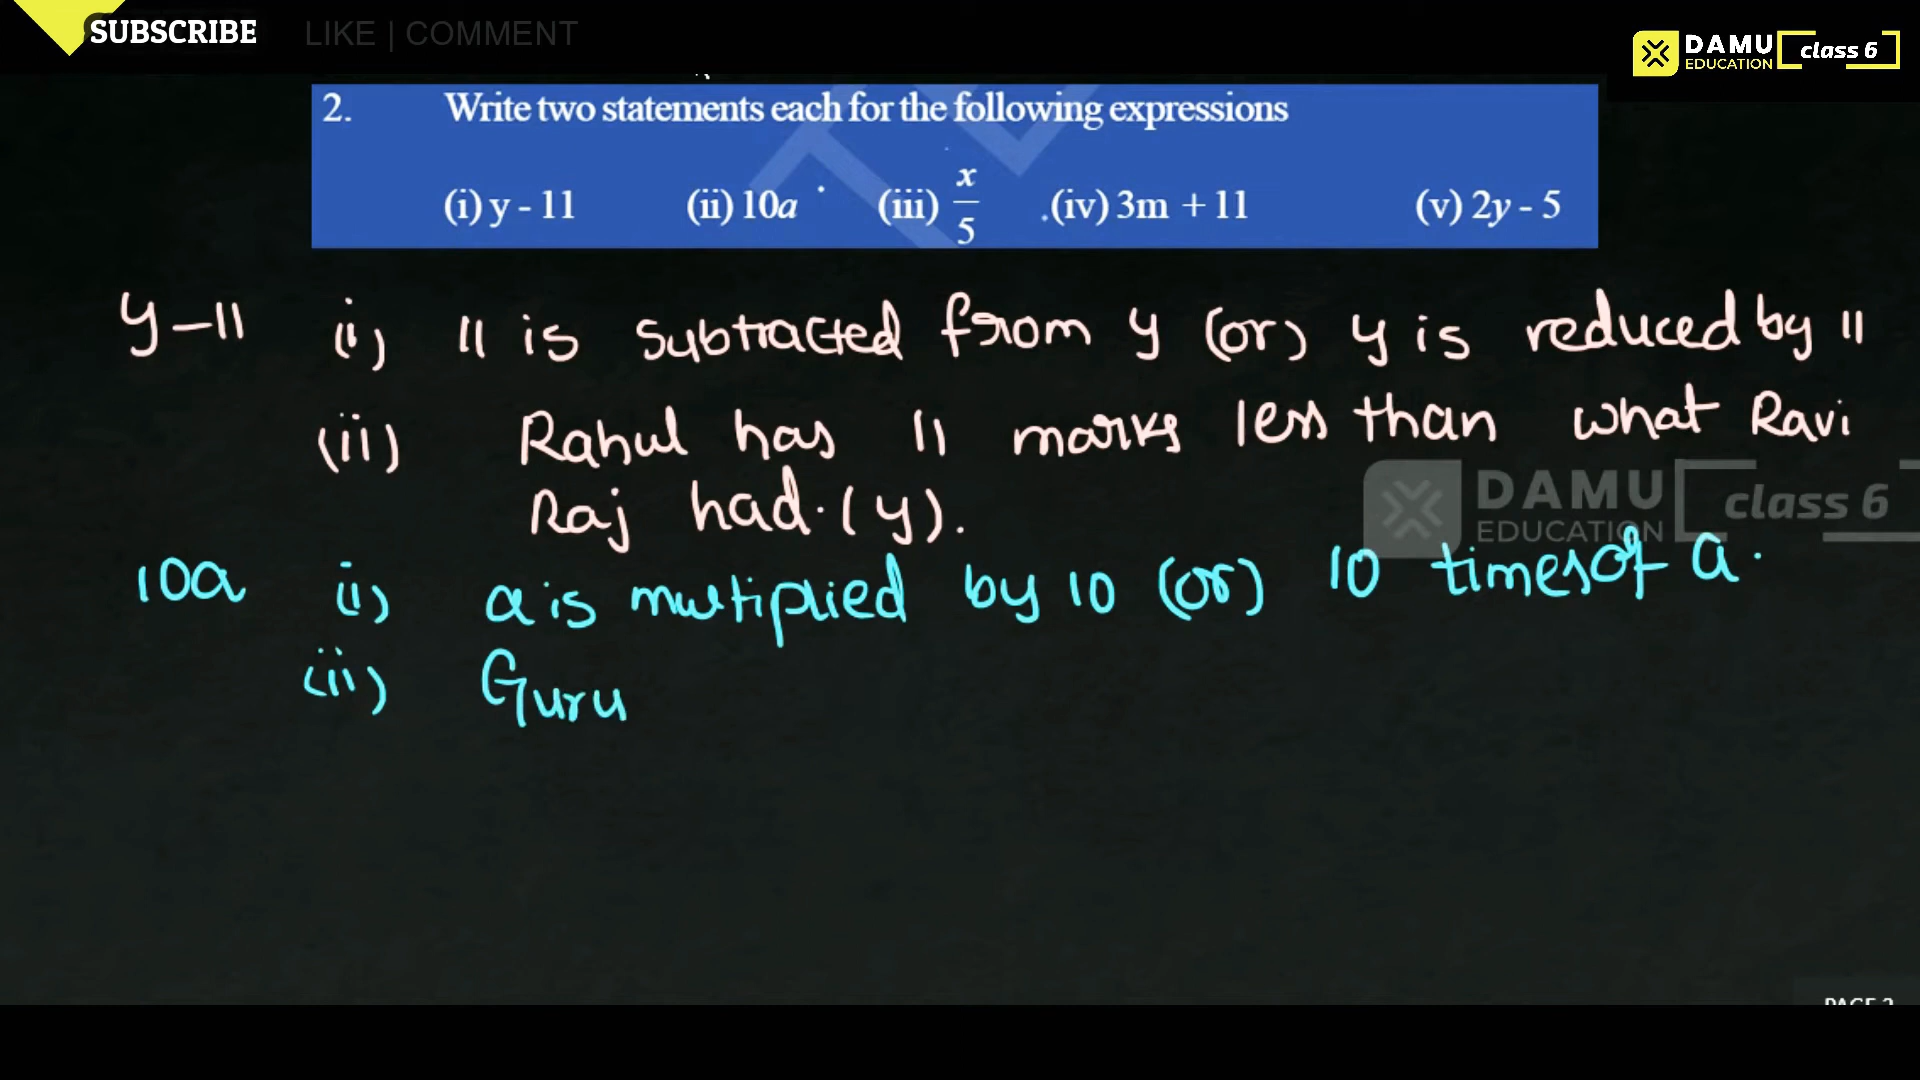 SUBSCRIBE LIKE | COMMENT
DAMU EDUCATION class 6
2. Write two statements each for the following expressions
(i) y - 11 (ii) 10a (iii) x/5 (iv) 3m + 11 (v) 2y - 5
y-11 (i) 11 is subtracted from y (or) y is reduced by 11
(ii) Rahul has 11 marks less than what Ravi
Raj had.(y).
DAMU EDUCATION class 6
10a (i) a is multiplied by 10 (or) 10 times of a.
(ii) Guru